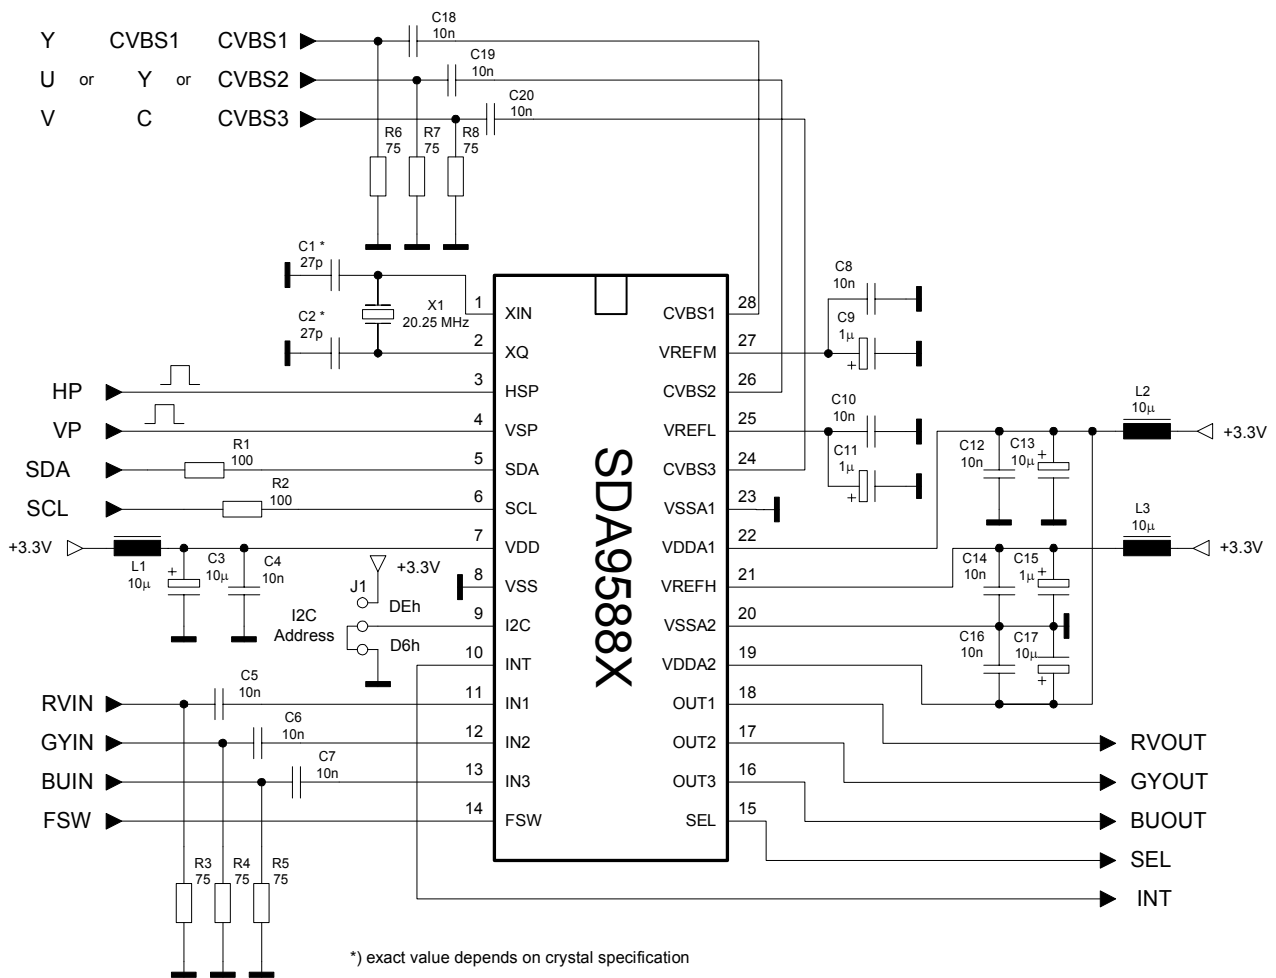 Y CVBS1 CVBS1
U or Y or CVBS2
V C CVBS3
C18
10n
C19
10n
C20
10n
R6
75
R7
75
R8
75
C1 *
27p
C2 *
27p
X1
20.25 MHz
HP
VP
SDA
SCL
R1
100
R2
100
+3.3V
L1
10µ
C3
10µ
C4
10n
+3.3V
J1
DEh
I2C
Address
D6h
RVIN
GYIN
BUIN
FSW
C5
10n
C6
10n
C7
10n
R3
75
R4
75
R5
75
1 XIN
2 XQ
3 HSP
4 VSP
5 SDA
6 SCL
7 VDD
8 VSS
9 I2C
10 INT
11 IN1
12 IN2
13 IN3
14 FSW
SDA9588X
CVBS1 28
VREFM 27
CVBS2 26
VREFL 25
CVBS3 24
VSSA1 23
VDDA1 22
VREFH 21
VSSA2 20
VDDA2 19
OUT1 18
OUT2 17
OUT3 16
SEL 15
C8
10n
C9
1µ
+
C10
10n
C11
1µ
+
C12
10n
C13
10µ
+
L2
10µ
+3.3V
L3
10µ
+3.3V
C14
10n
C15
1µ
+
C16
10n
C17
10µ
+
RVOUT
GYOUT
BUOUT
SEL
INT
*) exact value depends on crystal specification